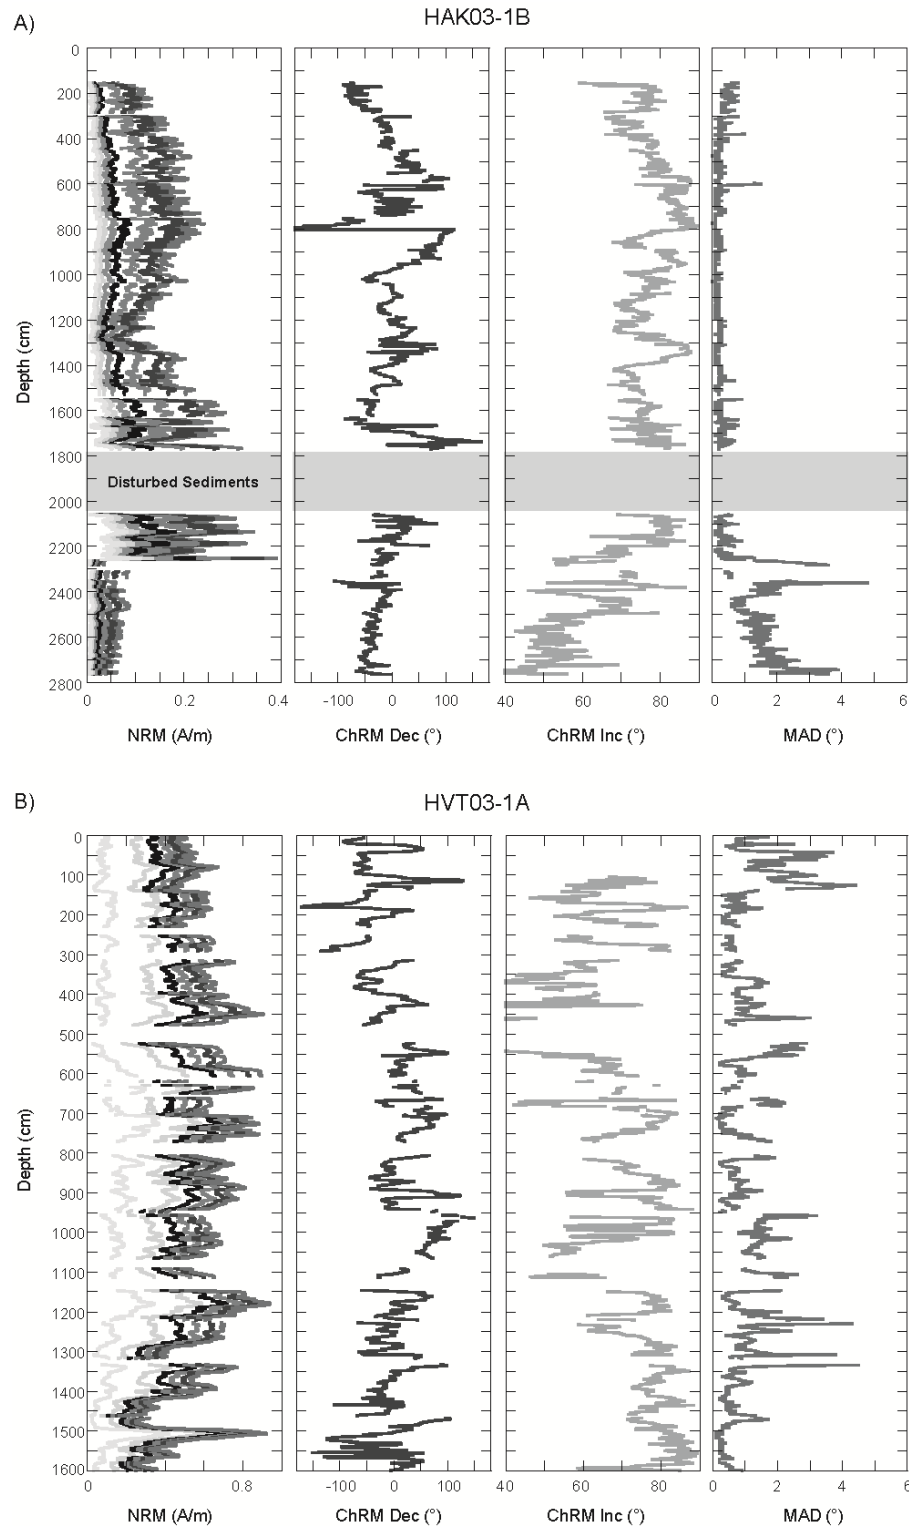 A)
HAK03-1B
0
200
400
600
800
1000
1200
1400
1600
1800
2000
2200
2400
2600
2800
Depth (cm)
Disturbed Sediments
0 0.2 0.4
-100 0 100
40 60 80
0 2 4 6
NRM (A/m)
ChRM Dec (°)
ChRM Inc (°)
MAD (°)
B)
HVT03-1A
0
100
200
300
400
500
600
700
800
900
1000
1100
1200
1300
1400
1500
1600
Depth (cm)
0 0.8
-100 0 100
40 60 80
0 2 4 6
NRM (A/m)
ChRM Dec (°)
ChRM Inc (°)
MAD (°)